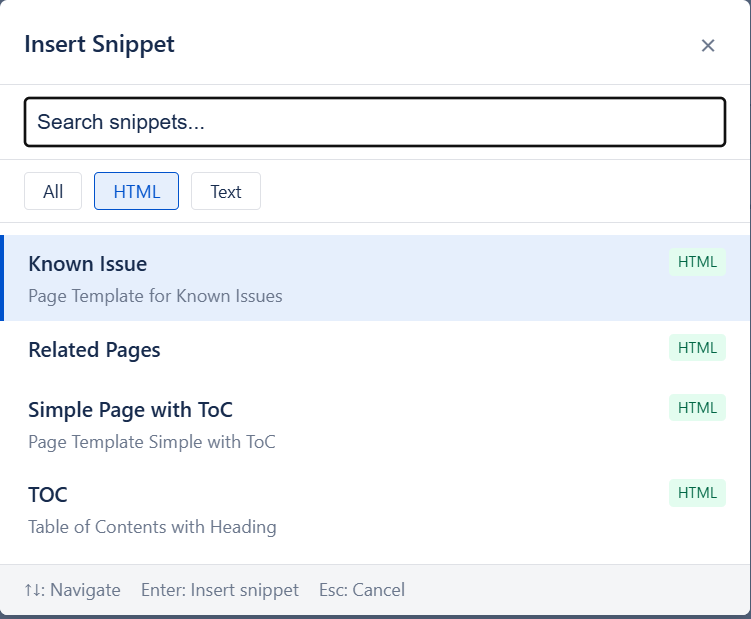 Insert Snippet
Search snippets...
All HTML Text
Known Issue HTML
Page Template for Known Issues
Related Pages HTML
Simple Page with ToC HTML
Page Template Simple with ToC
TOC HTML
Table of Contents with Heading
↑↓: Navigate Enter: Insert snippet Esc: Cancel